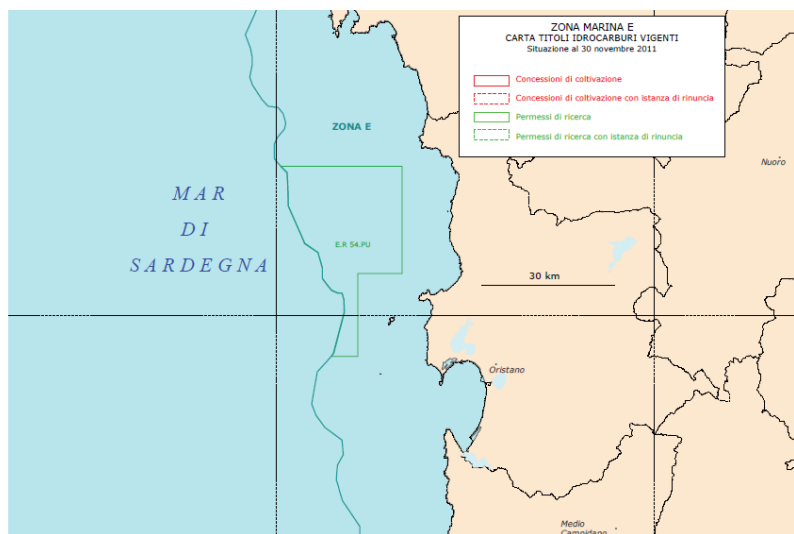 ZONA MARINA E
CARTA TITOLI IDROCARBURI VIGENTI
Situazione al 30 novembre 2011
Concessioni di coltivazione
Concessioni di coltivazione con istanza di rinuncia
Permessi di ricerca
Permessi di ricerca con istanza di rinuncia
ZONA E
Nuoro
MAR
DI
SARDEGNA
E.R 54.PU
30 km
Oristano
Medio
Campidano